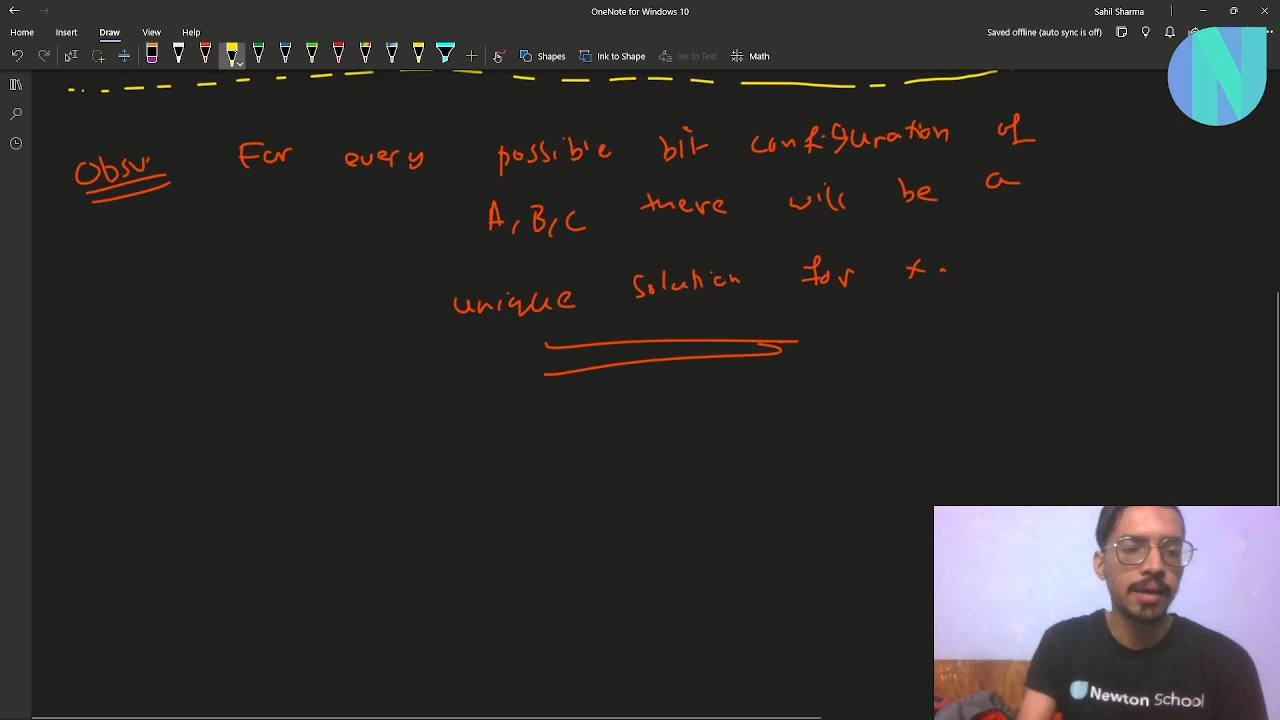 OneNote for Windows 10
Sahil Sharma
Home Insert Draw View Help
Saved offline (auto sync is off)
Shapes Ink to Shape Ink to Text Math
Obsv. For every possible bit configuration of
A, B, C there will be a
unique solution for x.
Newton School